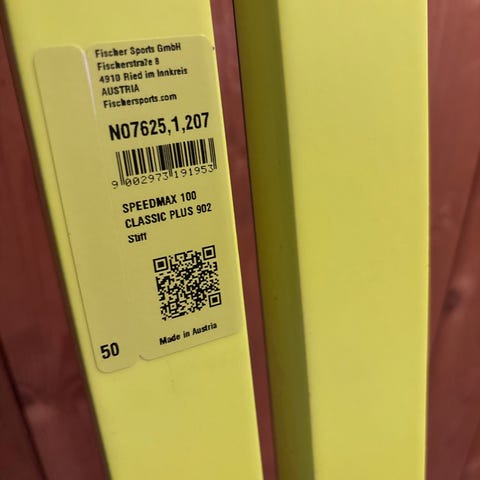 Fischer Sports GmbH
Fischerstraße 8
4910 Ried im Innkreis
AUSTRIA
Fischersports.com
N07625,1,207
9 002973 191953
SPEEDMAX 100
CLASSIC PLUS 902
Stiff
50
Made in Austria